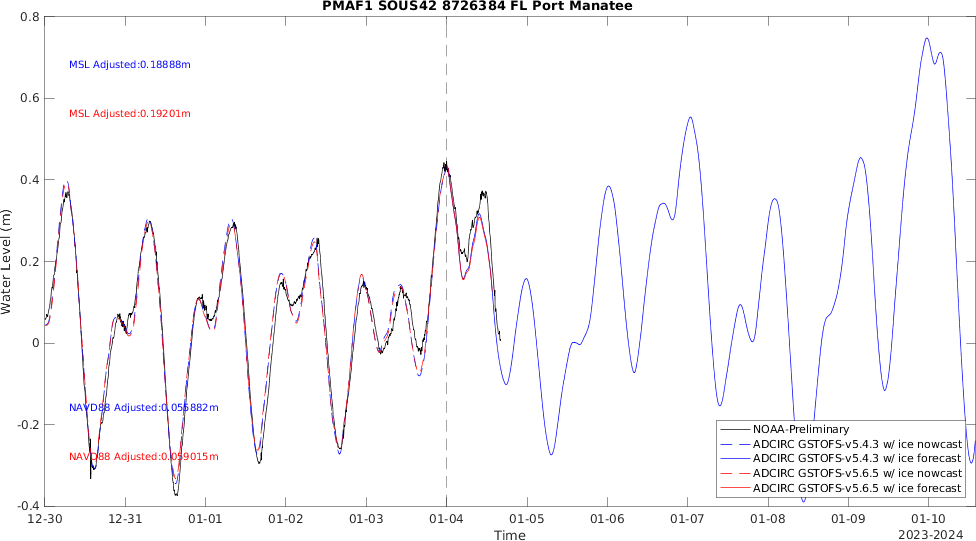 PMAF1 SOUS42 8726384 FL Port Manatee
0.8
MSL Adjusted:0.18888m
0.6
MSL Adjusted:0.19201m
0.4
Water Level (m)
0.2
0
NAVD88 Adjusted:0.055882m
-0.2
NAVD88 Adjusted:0.059015m
-0.4
NOAA-Preliminary
ADCIRC GSTOFS-v5.4.3 w/ ice nowcast
ADCIRC GSTOFS-v5.4.3 w/ ice forecast
ADCIRC GSTOFS-v5.6.5 w/ ice nowcast
ADCIRC GSTOFS-v5.6.5 w/ ice forecast
12-30 12-31 01-01 01-02 01-03 01-04 01-05 01-06 01-07 01-08 01-09 01-10
Time
2023-2024